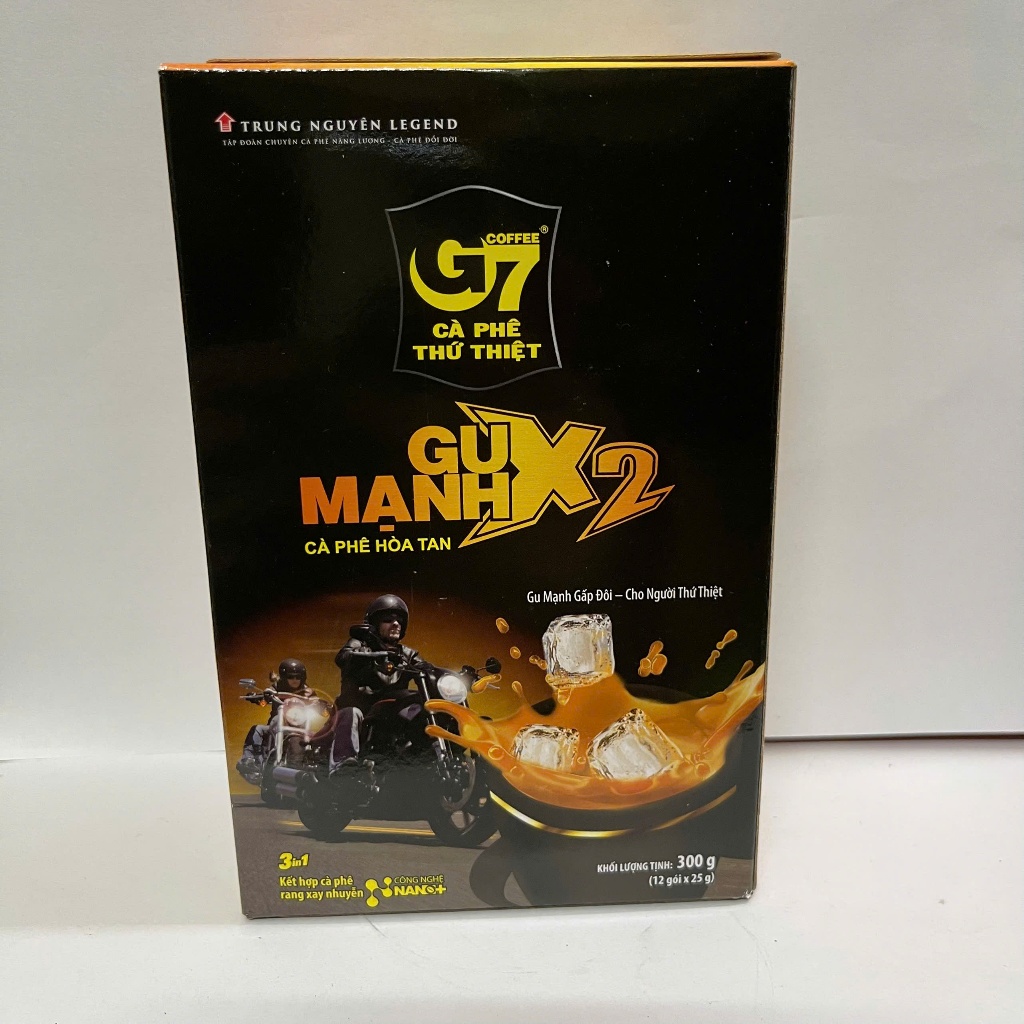 TRUNG NGUYÊN LEGEND
TẬP ĐOÀN CHUYÊN CÀ PHÊ NĂNG LƯỢNG - CÀ PHÊ ĐỔI ĐỜI
COFFEE®
G7
CÀ PHÊ
THỨ THIỆT
GU
MẠNH X2
CÀ PHÊ HÒA TAN
Gu Mạnh Gấp Đôi – Cho Người Thứ Thiệt
3in1
Kết hợp cà phê
rang xay nhuyễn
CÔNG NGHỆ
NANO+
KHỐI LƯỢNG TỊNH: 300 g
(12 gói x 25 g)